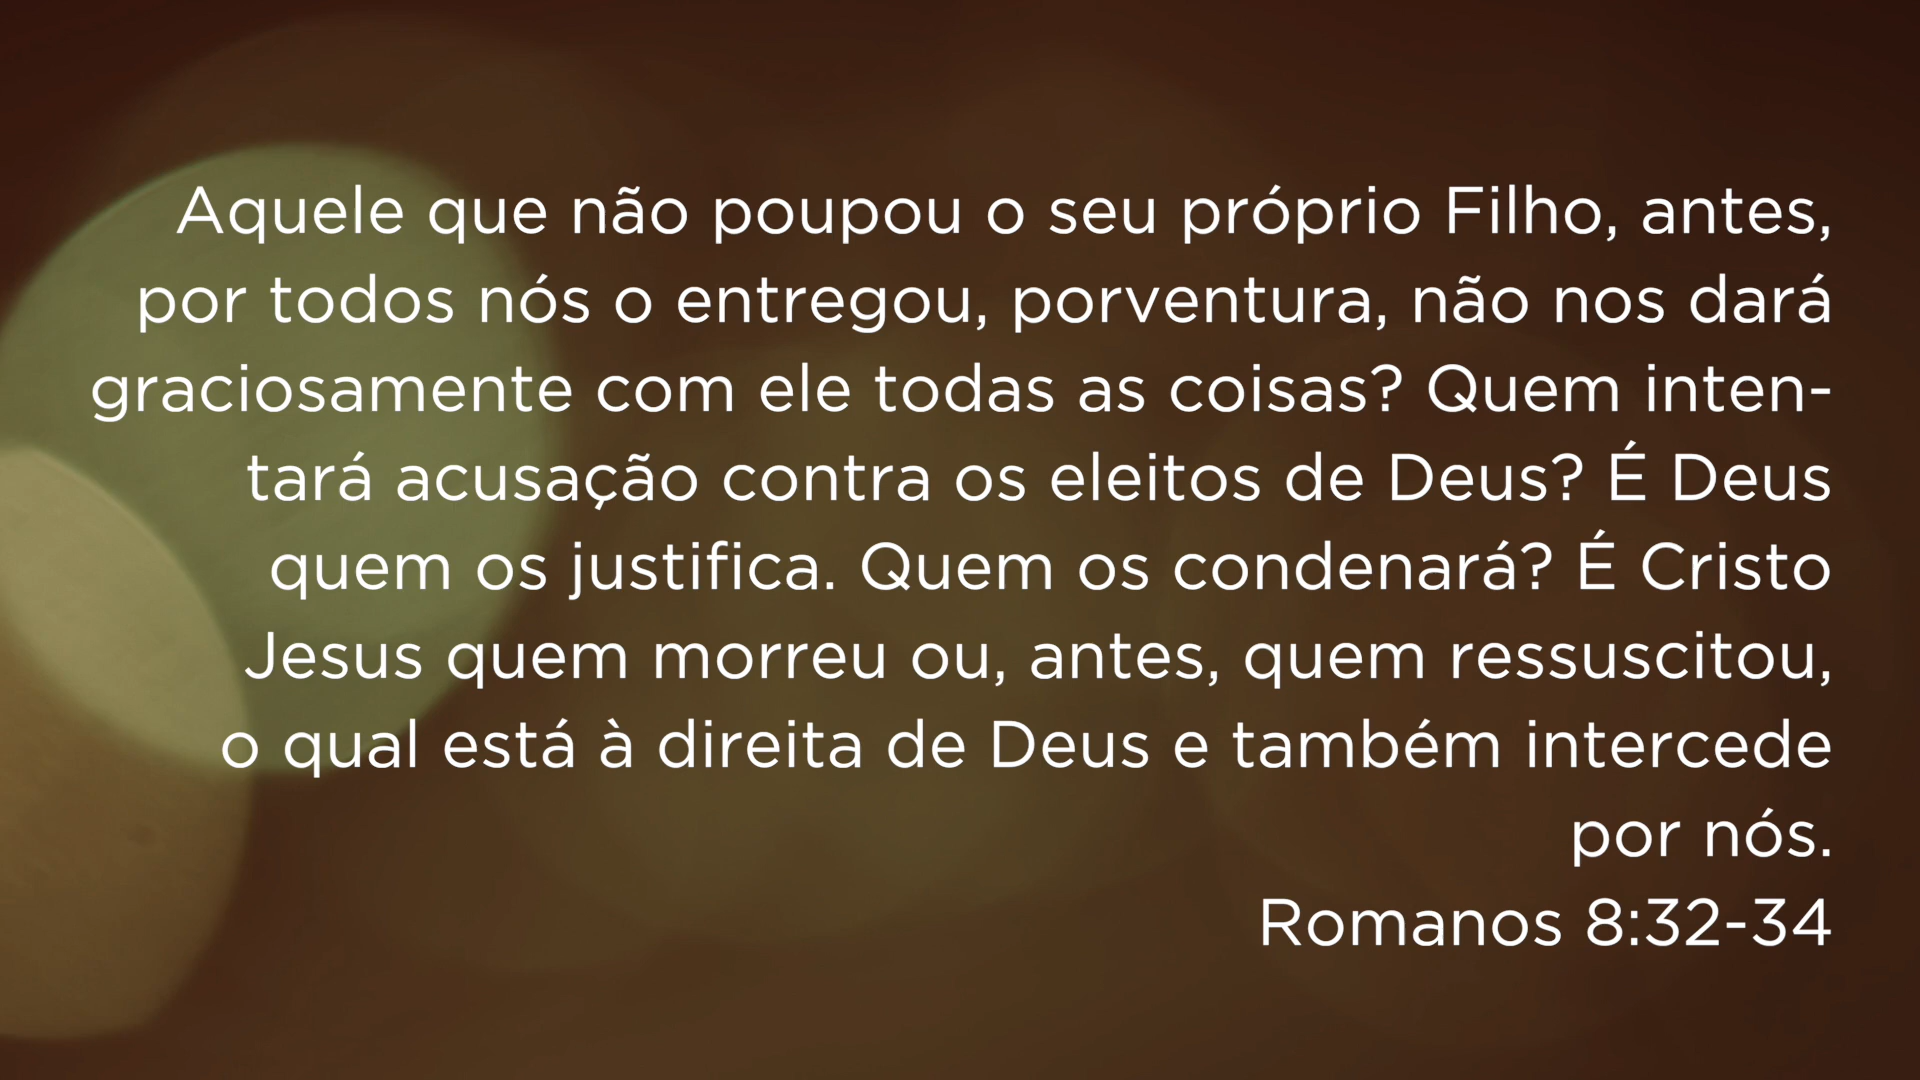 Aquele que não poupou o seu próprio Filho, antes,
por todos nós o entregou, porventura, não nos dará
graciosamente com ele todas as coisas? Quem inten-
tará acusação contra os eleitos de Deus? É Deus
quem os justifica. Quem os condenará? É Cristo
Jesus quem morreu ou, antes, quem ressuscitou,
o qual está à direita de Deus e também intercede
por nós.
Romanos 8:32-34